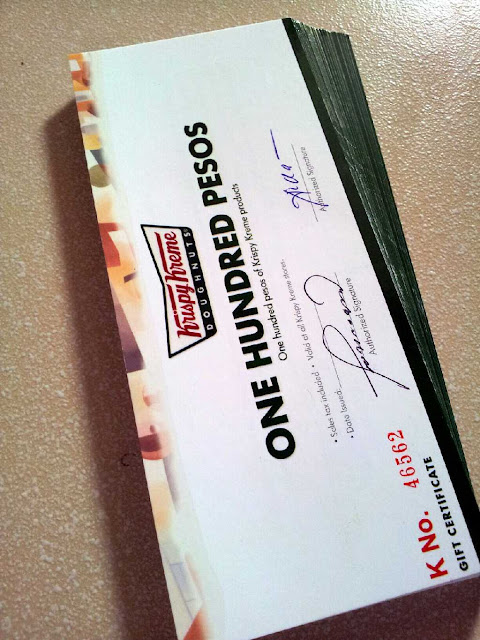 Krispy Kreme
DOUGHNUTS
ONE HUNDRED PESOS
One hundred pesos of Krispy Kreme products
• Sales tax included • Valid at all Krispy Kreme stores.
• Date Issued:
Authorized Signature
Authorized Signature
K No. 46562
GIFT CERTIFICATE